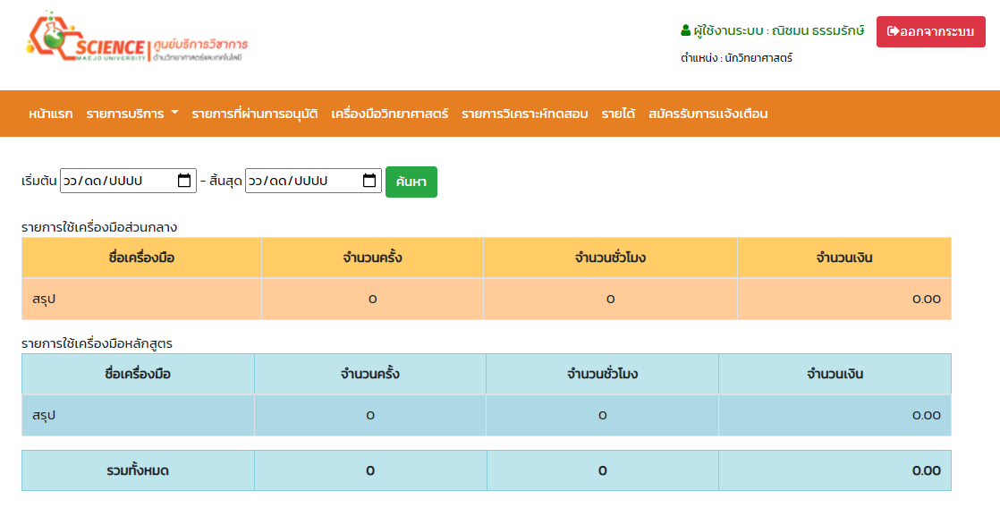 SCIENCE
MAEJO UNIVERSITY
ศูนย์บริการวิชาการ
ด้านวิทยาศาสตร์และเทคโนโลยี
ผู้ใช้งานระบบ : ณิชมน ธรรมรักษ์
ออกจากระบบ
ตำแหน่ง : นักวิทยาศาสตร์
หน้าแรก รายการบริการ รายการที่ผ่านการอนุมัติ เครื่องมือวิทยาศาสตร์ รายการวิเคราะห์ทดสอบ รายได้ สมัครรับการแจ้งเตือน
เริ่มต้น วว/ดด/ปปปป - สิ้นสุด วว/ดด/ปปปป ค้นหา
รายการใช้เครื่องมือส่วนกลาง
ชื่อเครื่องมือ จำนวนครั้ง จำนวนชั่วโมง จำนวนเงิน
สรุป 0 0 0.00
รายการใช้เครื่องมือหลักสูตร
ชื่อเครื่องมือ จำนวนครั้ง จำนวนชั่วโมง จำนวนเงิน
สรุป 0 0 0.00
รวมทั้งหมด 0 0 0.00